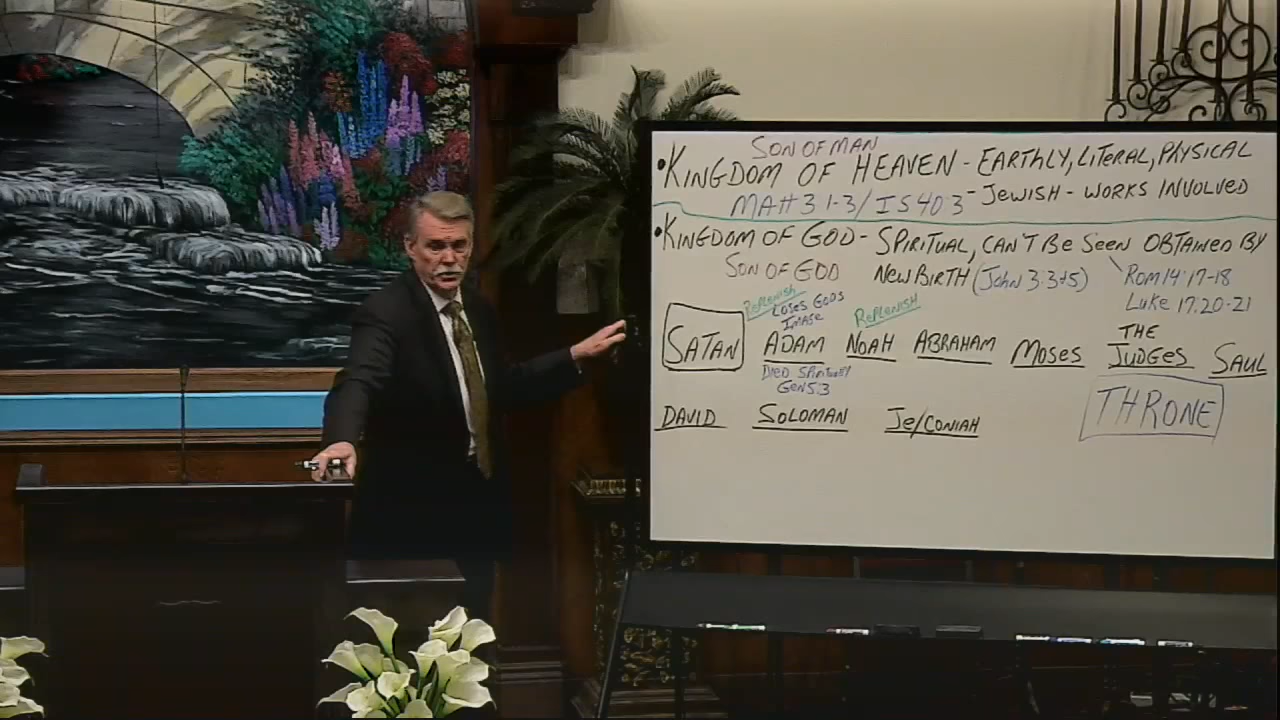 SON OF MAN
• KINGDOM OF HEAVEN - EARTHLY, LITERAL, PHYSICAL
MAH 3 1-3 / IS 40 3 - JEWISH - WORKS INVOLVED
• KINGDOM OF GOD - SPIRITUAL, CAN'T BE SEEN OBTAINED BY
SON OF GOD NEW BIRTH (John 3:3+5) Rom 14:17-18
Luke 17:20-21
REPLENISH LOSES GODS REPLENISH
IMAGE
THE
SATAN ADAM NOAH ABRAHAM MOSES JUDGES SAUL
DIED SPIRITUALLY
Gen 5:3
DAVID SOLOMAN Je/CONIAH THRONE